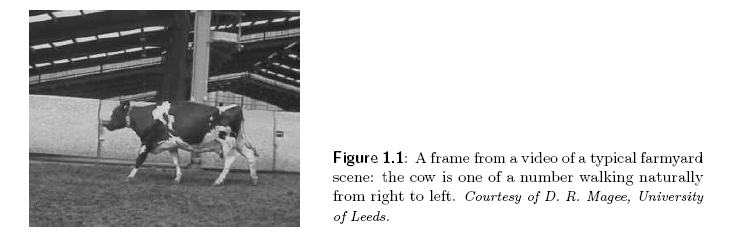 Figure 1.1: A frame from a video of a typical farmyard
scene: the cow is one of a number walking naturally
from right to left. Courtesy of D. R. Magee, University
of Leeds.